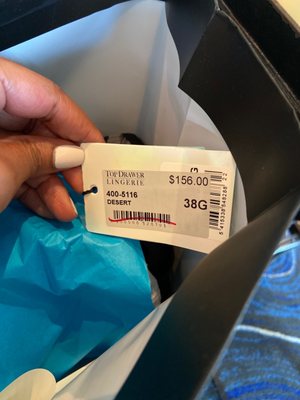 TOP DRAWER
LINGERIE
$156.00
400-5116
DESERT
38G
G